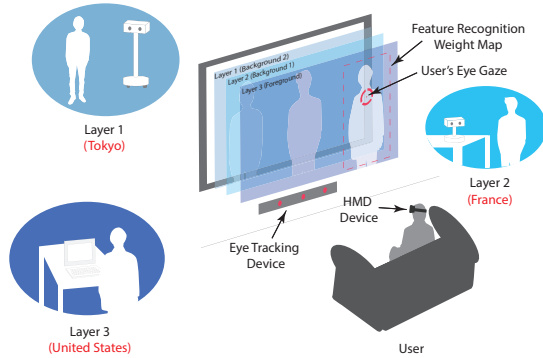 Feature Recognition
Weight Map
User's Eye Gaze
Layer 1 (Background 2)
Layer 2 (Background 1)
Layer 3 (Foreground)
Layer 1
(Tokyo)
Layer 2
(France)
HMD
Device
Eye Tracking
Device
Layer 3
(United States)
User